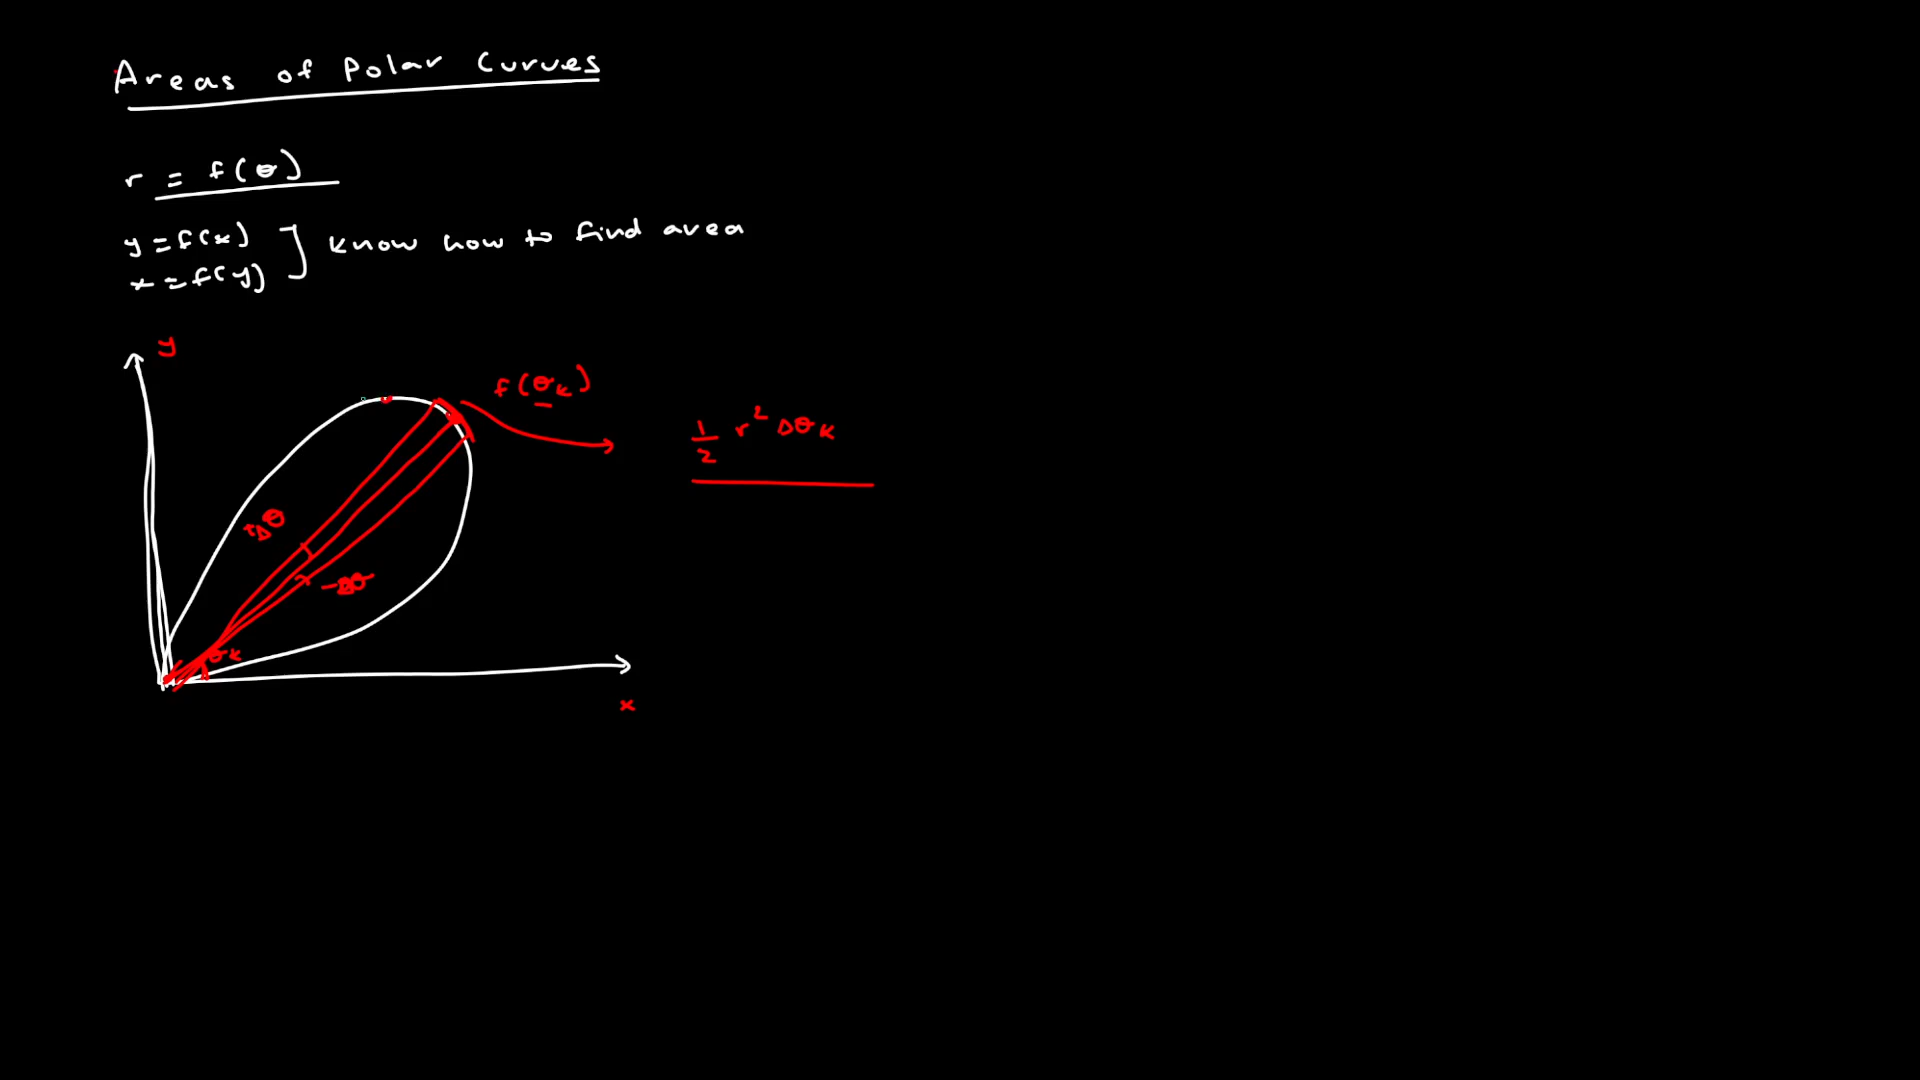 Areas of Polar Curves
r = f(θ)
y = f(x)
x = f(y)
] know how to find area
y
f(θₖ)
1/2 r² Δθₖ
+Δθ
-Δθ
θₖ
x